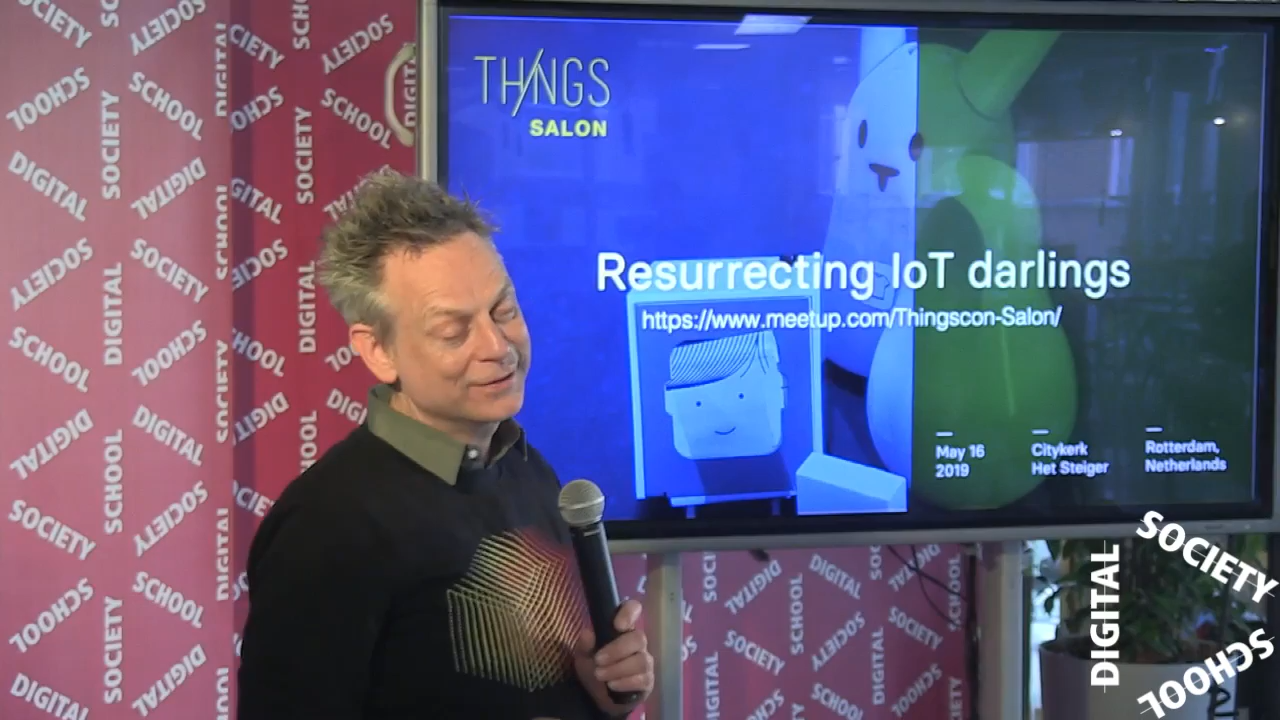 THINGS
SALON
Resurrecting IoT darlings
https://www.meetup.com/Thingscon-Salon/
May 16
2019
Citykerk
Het Steiger
Rotterdam,
Netherlands
DIGITAL
SOCIETY
SCHOOL